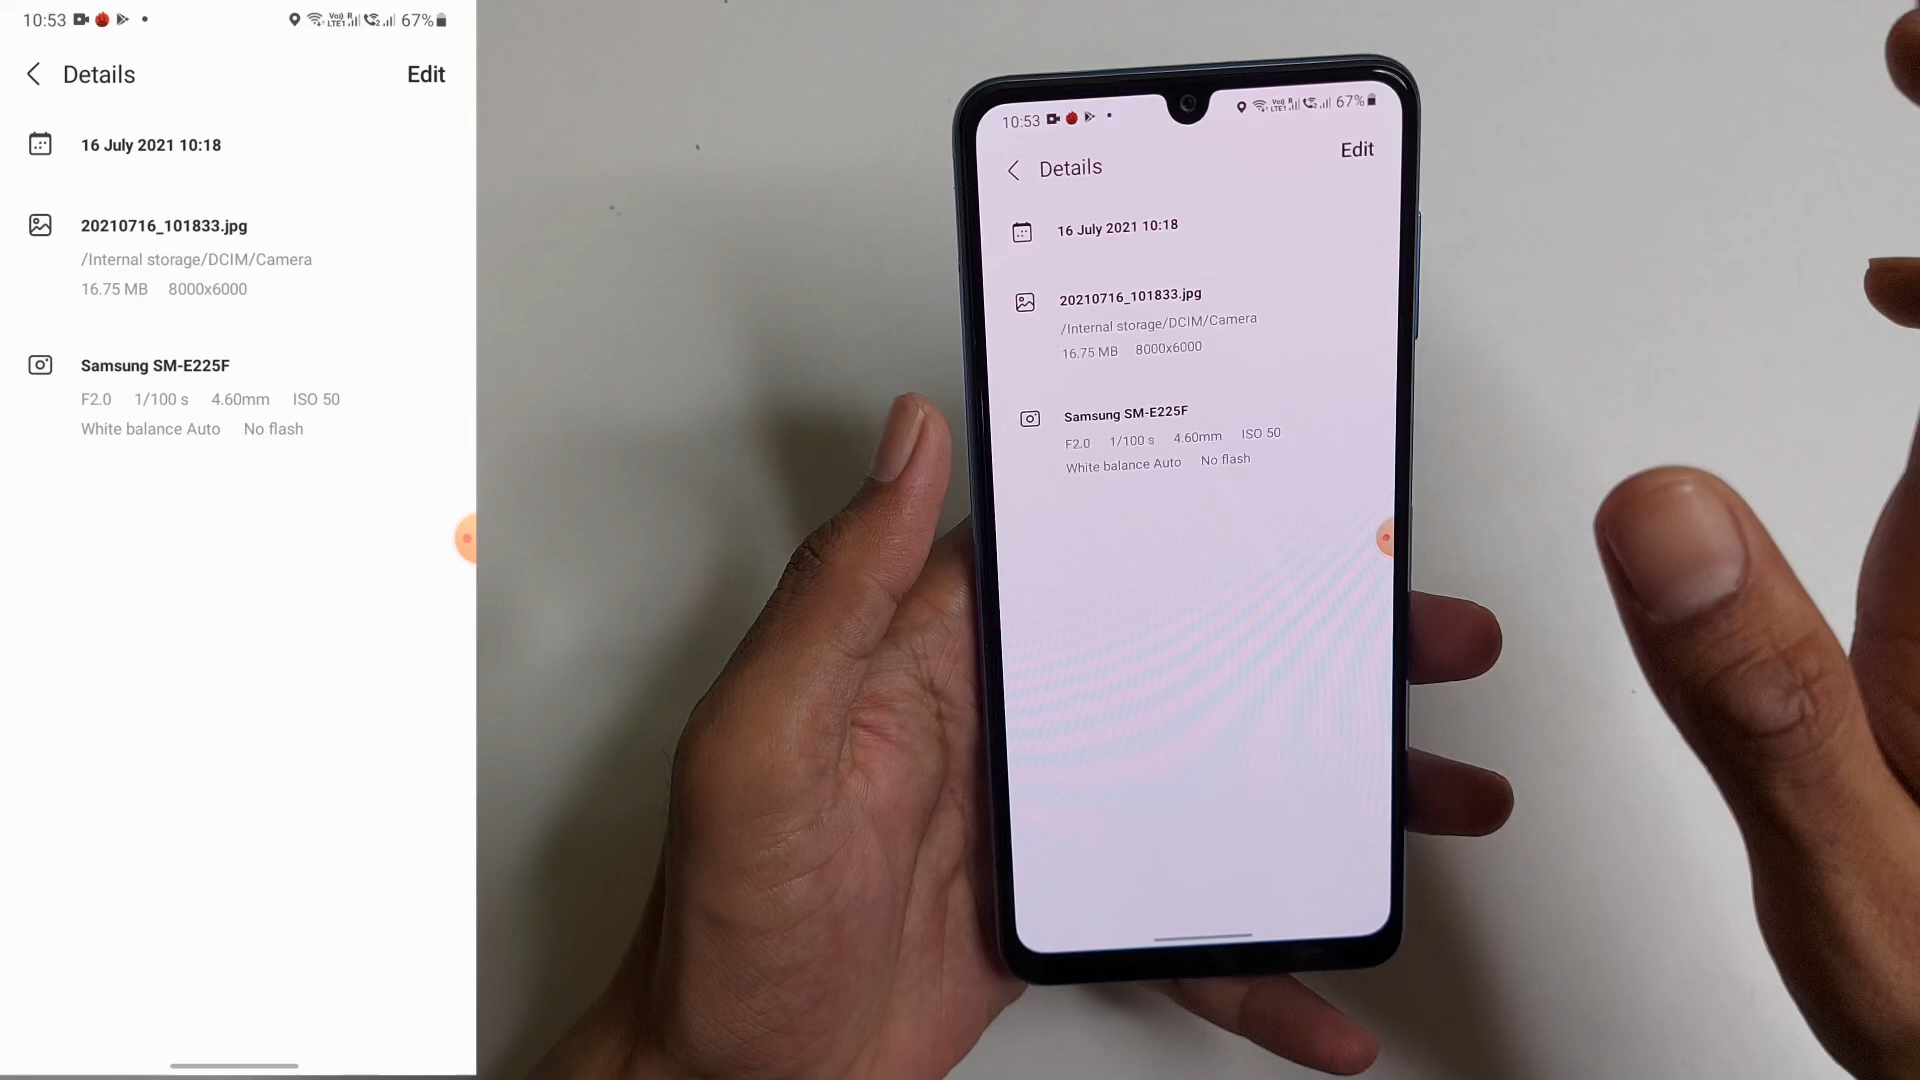 10:53
67%
Details
Edit
16 July 2021 10:18
20210716_101833.jpg
/Internal storage/DCIM/Camera
16.75 MB 8000x6000
Samsung SM-E225F
F2.0 1/100 s 4.60mm ISO 50
White balance Auto No flash
10:53
67%
Details
Edit
16 July 2021 10:18
20210716_101833.jpg
/Internal storage/DCIM/Camera
16.75 MB 8000x6000
Samsung SM-E225F
F2.0 1/100 s 4.60mm ISO 50
White balance Auto No flash